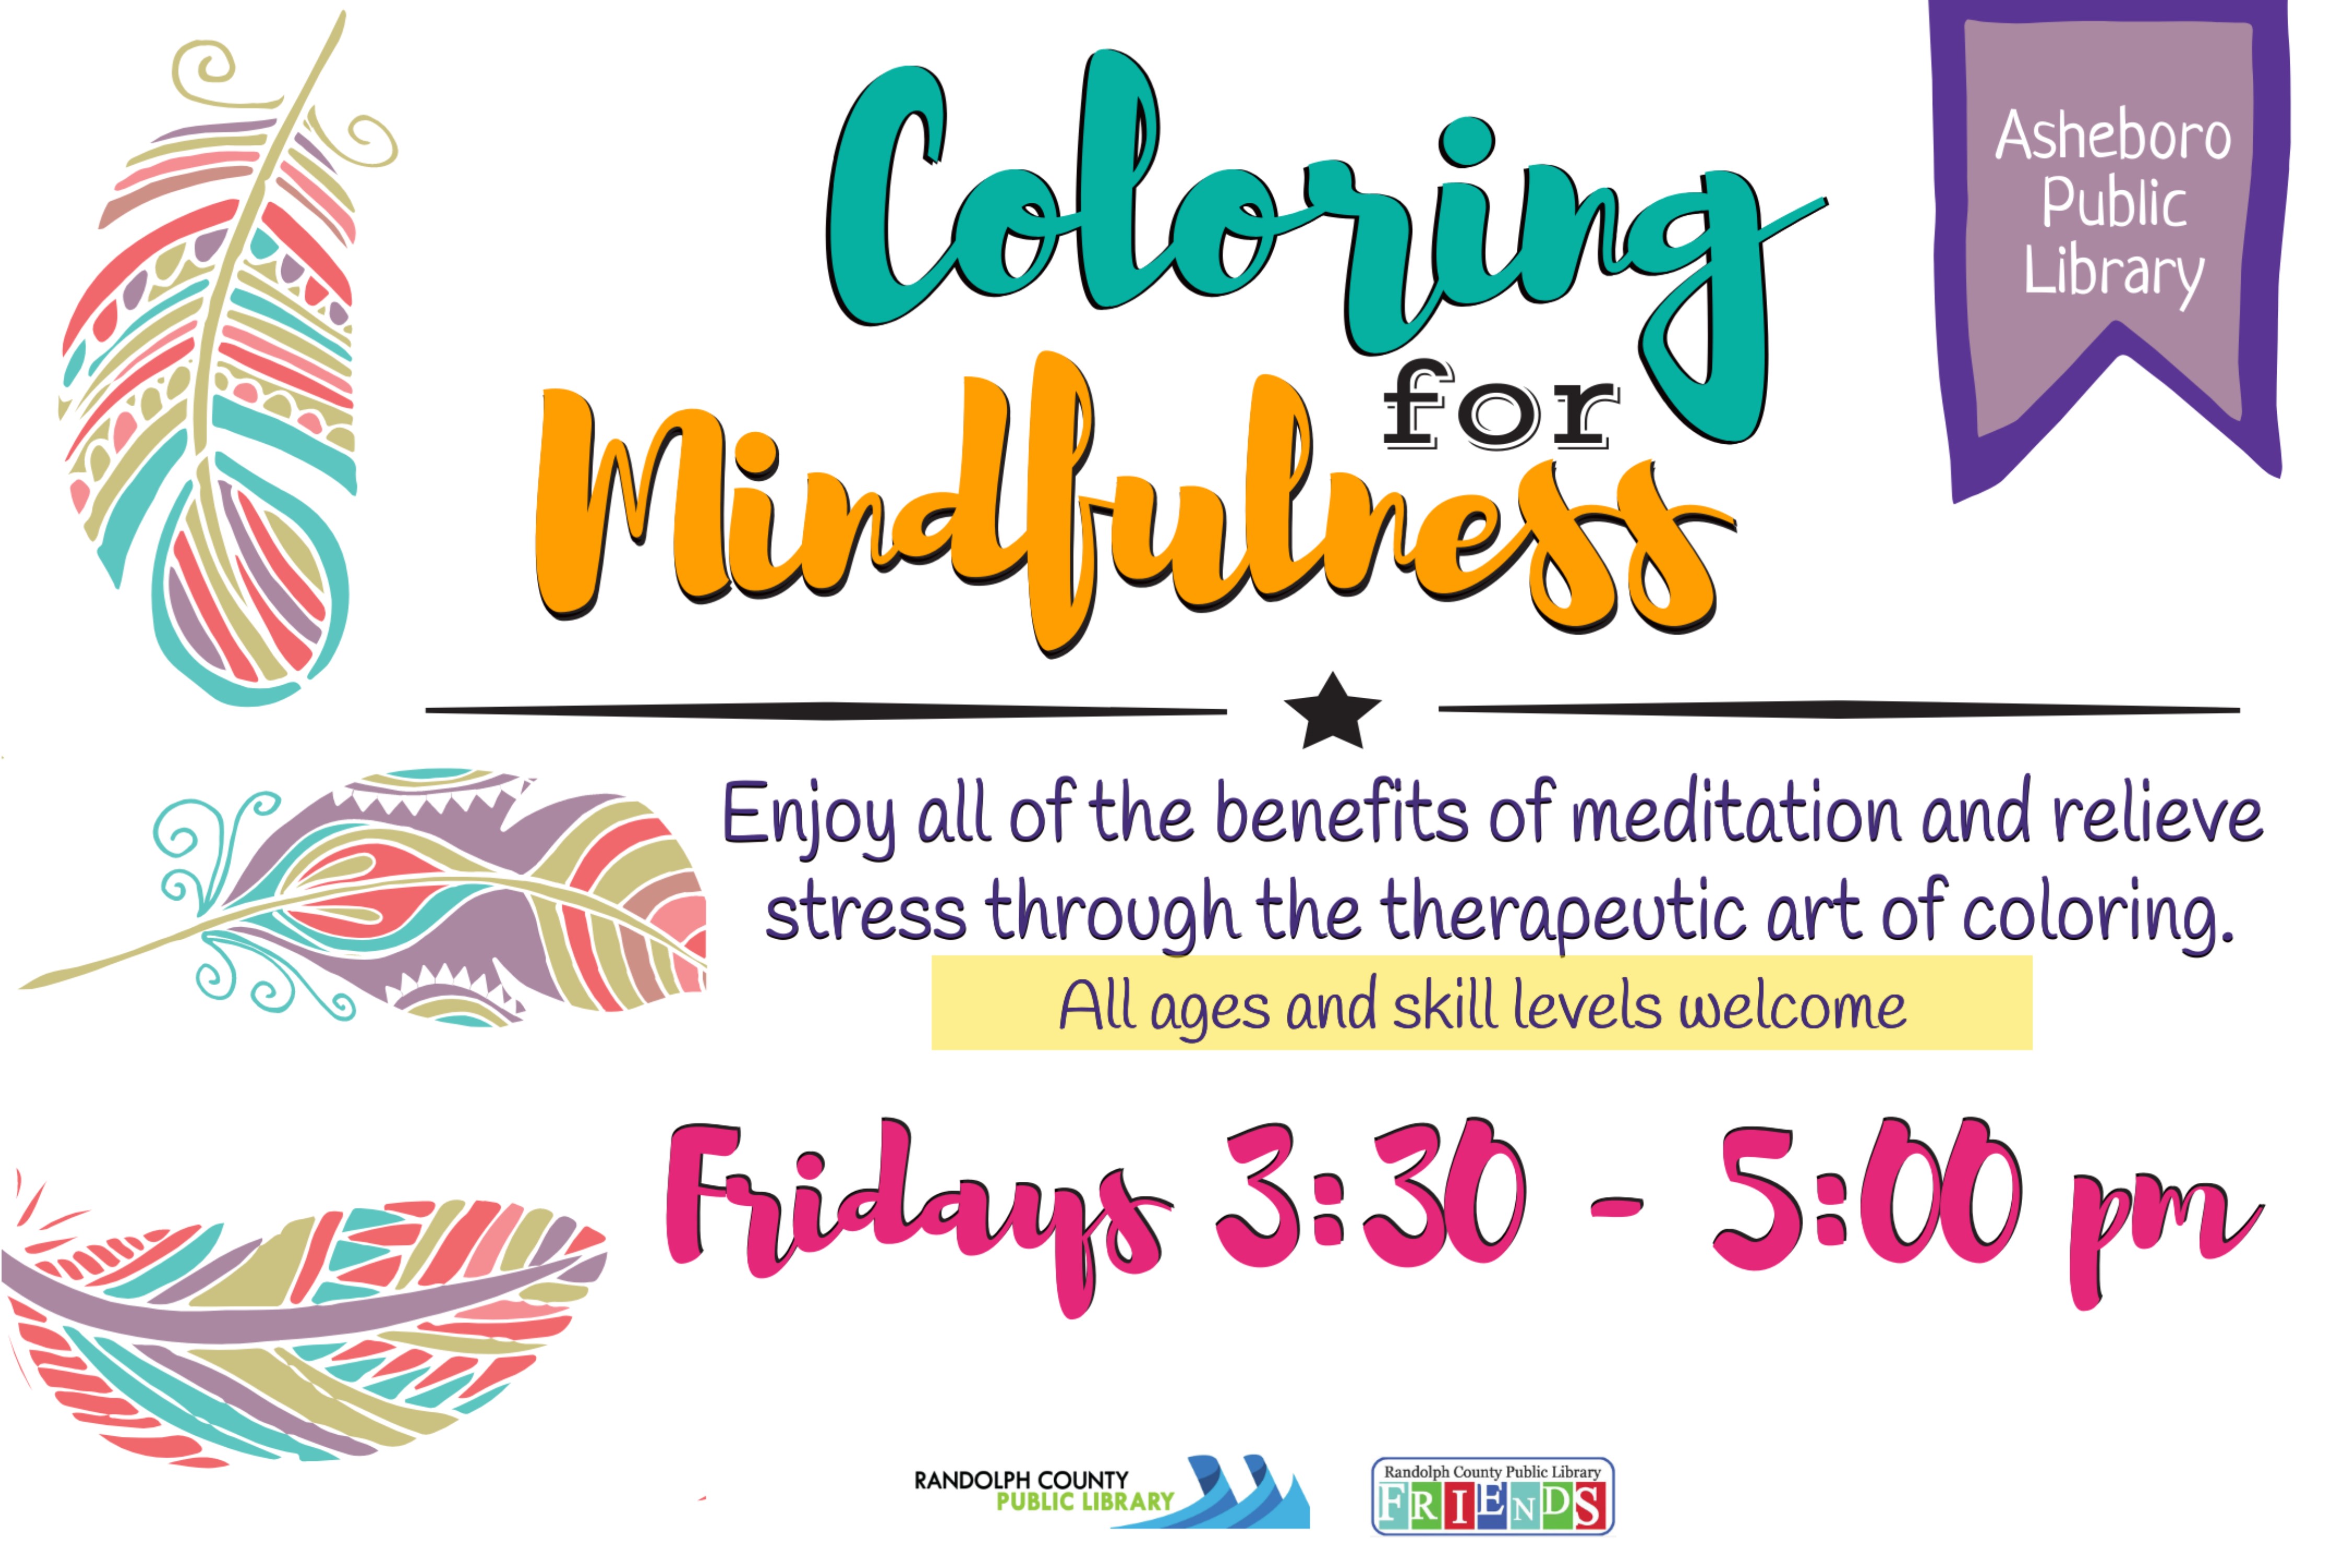 Coloring
for
Mindfulness
Asheboro
Public
Library
Enjoy all of the benefits of meditation and relieve
stress through the therapeutic art of coloring.
All ages and skill levels welcome
Fridays 3:30 - 5:00 pm
RANDOLPH COUNTY
PUBLIC LIBRARY
Randolph County Public Library
FRIENDS